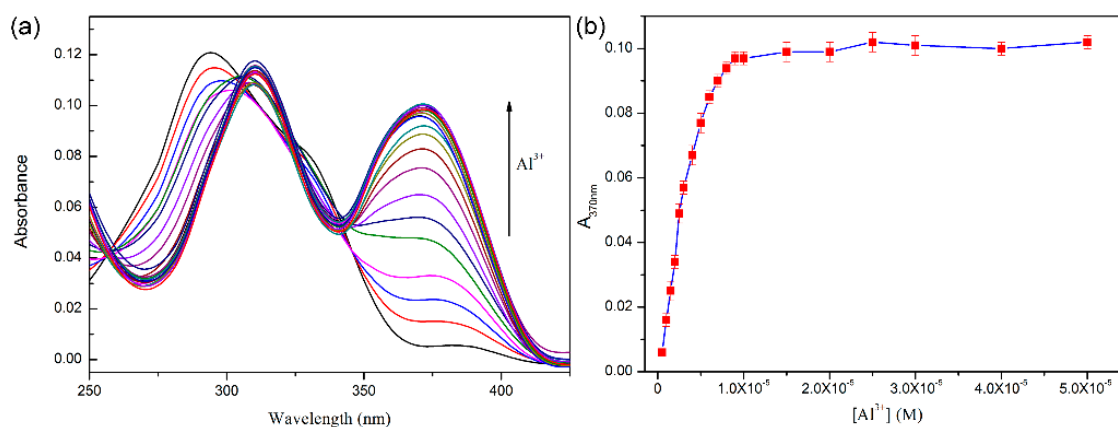 (a)
0.12
0.10
0.08
0.06
0.04
0.02
0.00
Absorbance
Al³⁺
250
300
350
400
Wavelength (nm)
(b)
0.10
0.08
0.06
0.04
0.02
0.00
A370nm
0
1.0X10⁻⁵
2.0X10⁻⁵
3.0X10⁻⁵
4.0X10⁻⁵
5.0X10⁻⁵
[Al³⁺] (M)